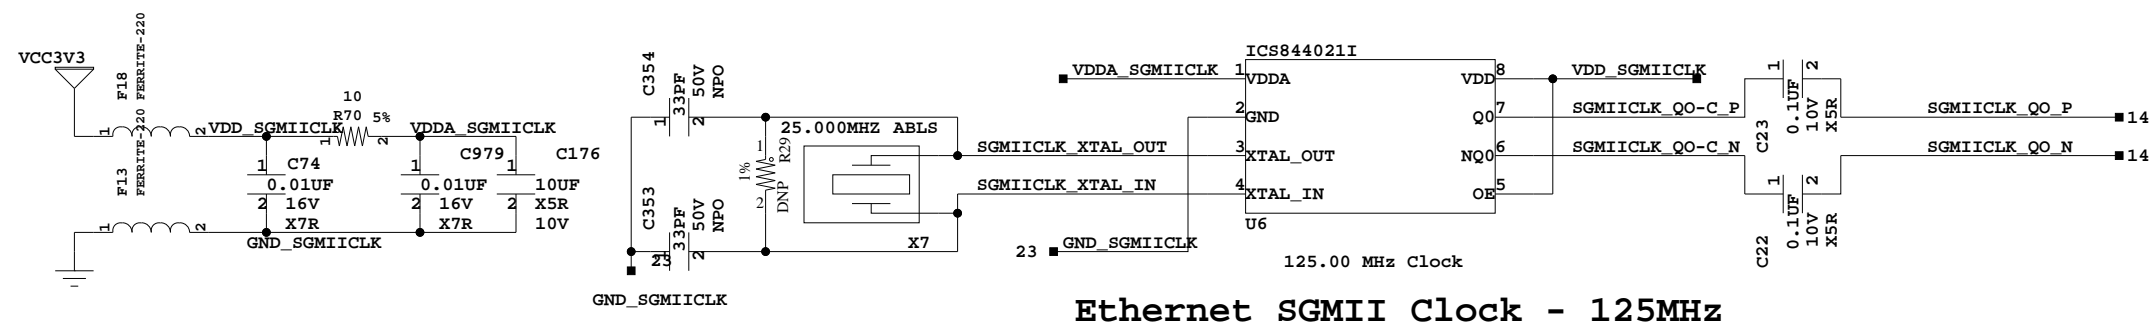 VCC3V3
F18
FERRITE-220
1
2
VDD_SGMIICLK
10
R70 5%
1
2
VDDA_SGMIICLK
F13
FERRITE-220
1
2
GND_SGMIICLK
1
C74
0.01UF
2
16V
X7R
1
C979
0.01UF
2
16V
X7R
1
C176
10UF
2
X5R
10V
C354
33PF
50V
NPO
1
2
C353
33PF
50V
NPO
1
2
23
GND_SGMIICLK
1
R29
1%
DNP
2
25.000MHZ ABLS
X7
SGMIICLK_XTAL_OUT
SGMIICLK_XTAL_IN
VDDA_SGMIICLK
23
GND_SGMIICLK
ICS844021I
1 VDDA
2 GND
3 XTAL_OUT
4 XTAL_IN
VDD 8
Q0 7
NQ0 6
OE 5
U6
125.00 MHz Clock
VDD_SGMIICLK
SGMIICLK_QO-C_P
SGMIICLK_QO-C_N
1
2
C23
0.1UF
10V
X5R
1
2
C22
0.1UF
10V
X5R
SGMIICLK_QO_P
14
SGMIICLK_QO_N
14
Ethernet SGMII Clock - 125MHz